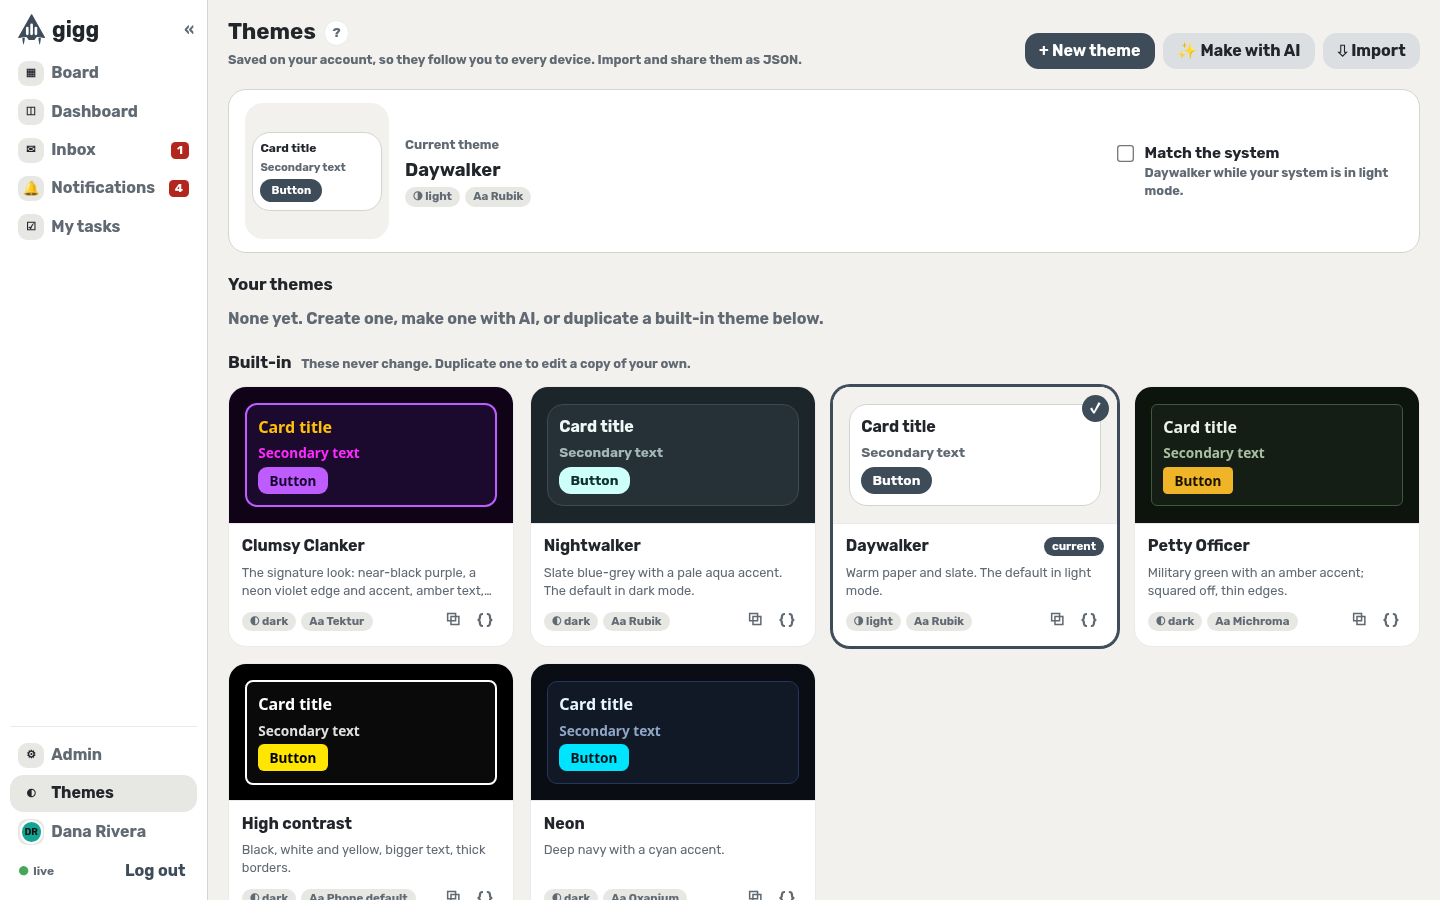 gigg
«
Board
Dashboard
Inbox 1
Notifications 4
My tasks
Admin
Themes
DR Dana Rivera
live Log out
Themes ?
Saved on your account, so they follow you to every device. Import and share them as JSON.
+ New theme
✨ Make with AI
⇩ Import
Card title
Secondary text
Button
Current theme
Daywalker
◑ light Aa Rubik
Match the system
Daywalker while your system is in light
mode.
Your themes
None yet. Create one, make one with AI, or duplicate a built-in theme below.
Built-in These never change. Duplicate one to edit a copy of your own.
Card title
Secondary text
Button
Clumsy Clanker
The signature look: near-black purple, a
neon violet edge and accent, amber text,…
◐ dark Aa Tektur {}
Card title
Secondary text
Button
Nightwalker
Slate blue-grey with a pale aqua accent.
The default in dark mode.
◐ dark Aa Rubik {}
✓
Card title
Secondary text
Button
Daywalker current
Warm paper and slate. The default in light
mode.
◑ light Aa Rubik {}
Card title
Secondary text
Button
Petty Officer
Military green with an amber accent;
squared off, thin edges.
◐ dark Aa Michroma {}
Card title
Secondary text
Button
High contrast
Black, white and yellow, bigger text, thick
borders.
◐ dark Aa Phone default {}
Card title
Secondary text
Button
Neon
Deep navy with a cyan accent.
◐ dark Aa Oxanium {}